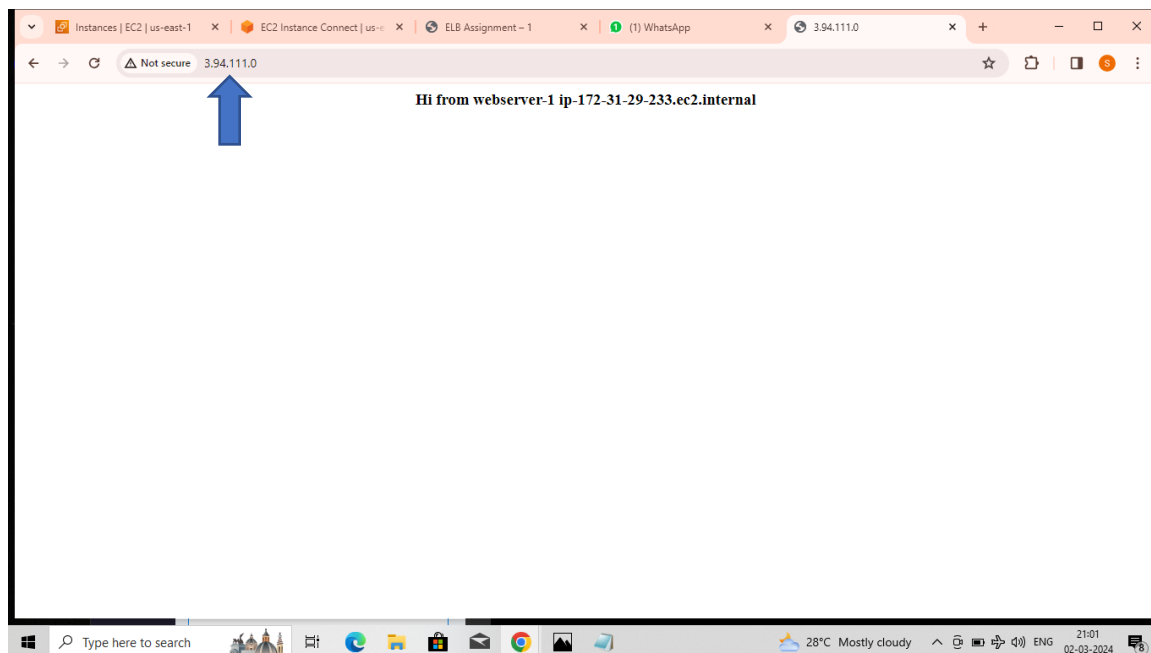 Instances | EC2 | us-east-1
EC2 Instance Connect | us-e
ELB Assignment – 1
1
(1) WhatsApp
3.94.111.0
Not secure
3.94.111.0
S
Hi from webserver-1 ip-172-31-29-233.ec2.internal
Type here to search
28°C Mostly cloudy
ENG
21:01
02-03-2024
8